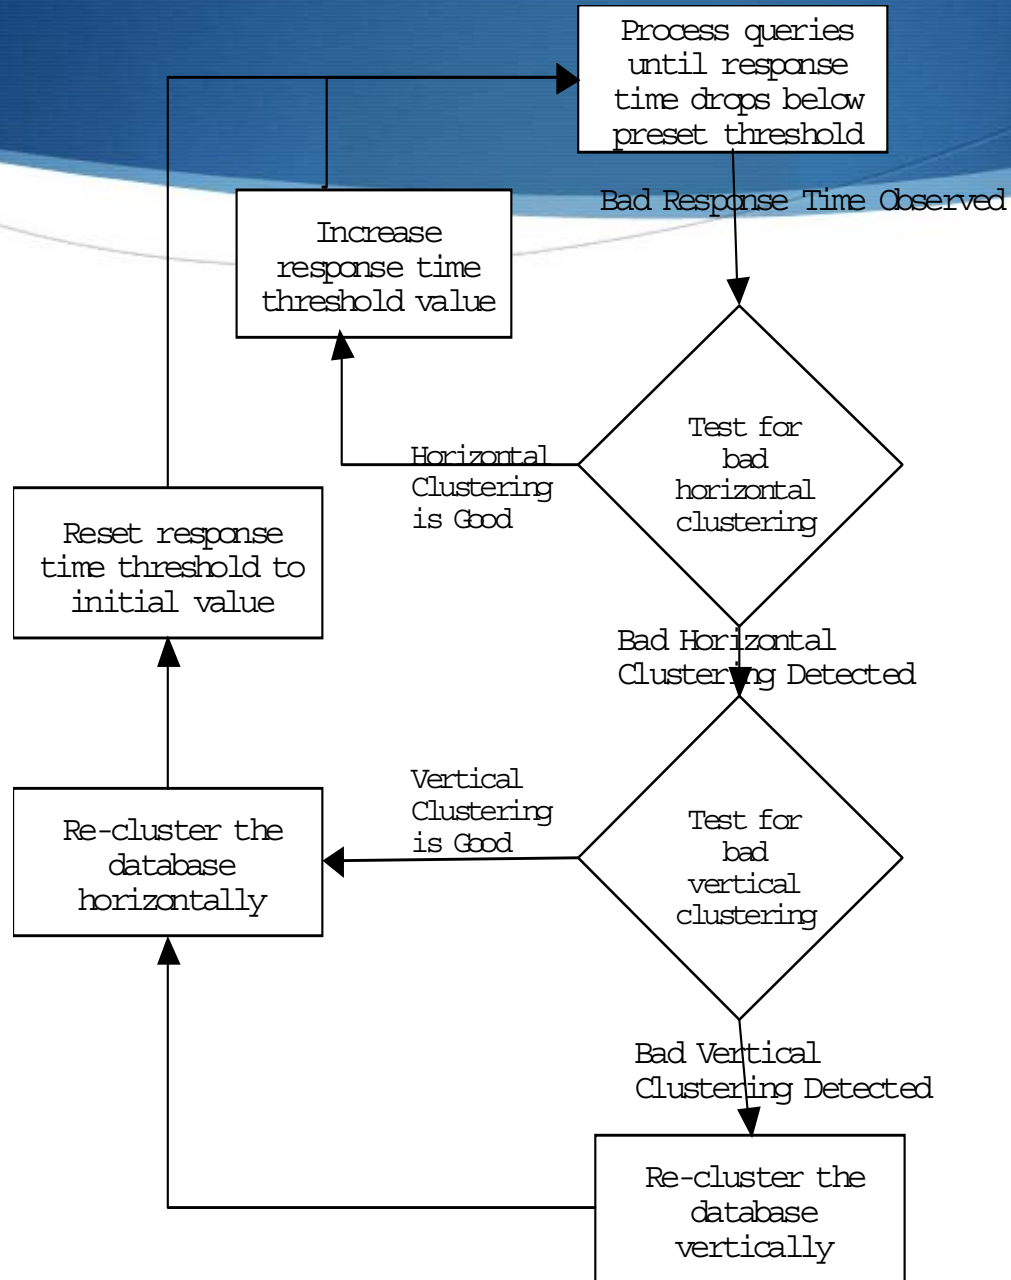 Process queries
until response
time drops below
preset threshold
Bad Response Time Observed
Increase
response time
threshold value
Test for
bad
horizontal
clustering
Horizontal
Clustering
is Good
Reset response
time threshold to
initial value
Bad Horizontal
Clustering Detected
Vertical
Clustering
is Good
Test for
bad
vertical
clustering
Re-cluster the
database
horizontally
Bad Vertical
Clustering Detected
Re-cluster the
database
vertically